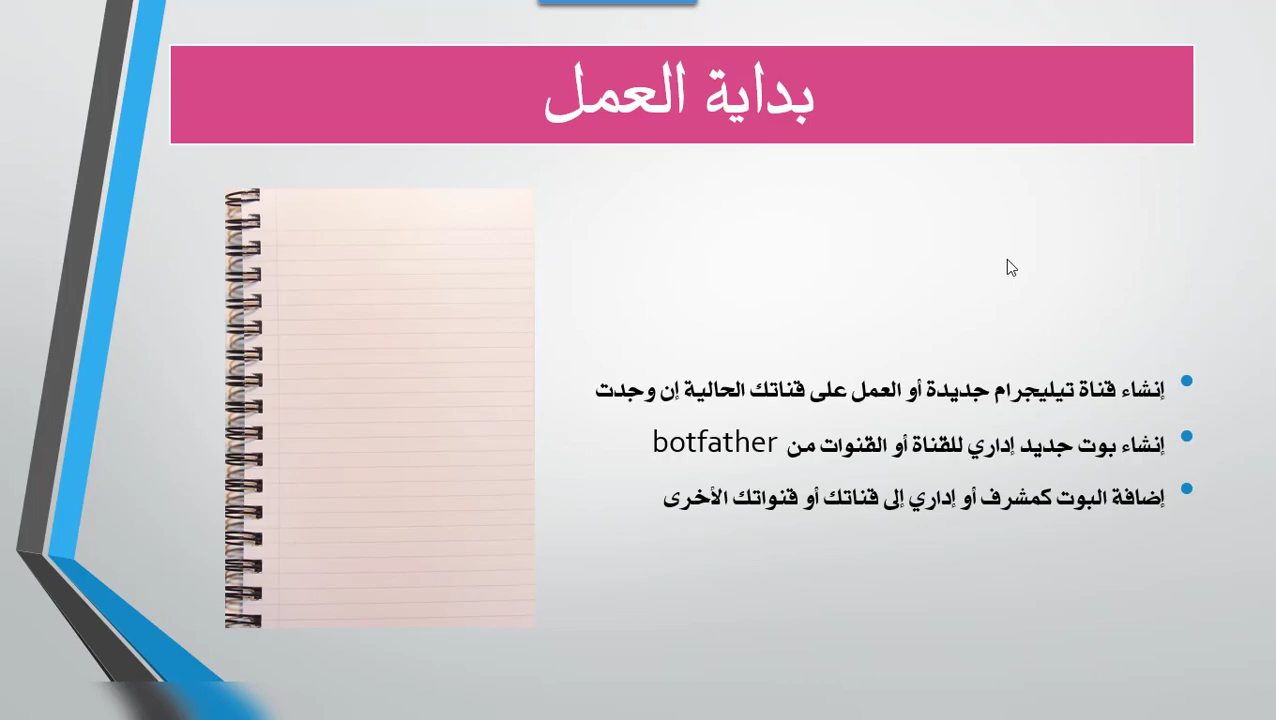 بداية العمل
إنشاء قناة تيليجرام جديدة أو العمل على قناتك الحالية إن وجدت
إنشاء بوت جديد إداري للقناة أو القنوات من botfather
إضافة البوت كمشرف أو إداري إلى قناتك أو قنواتك الأخرى